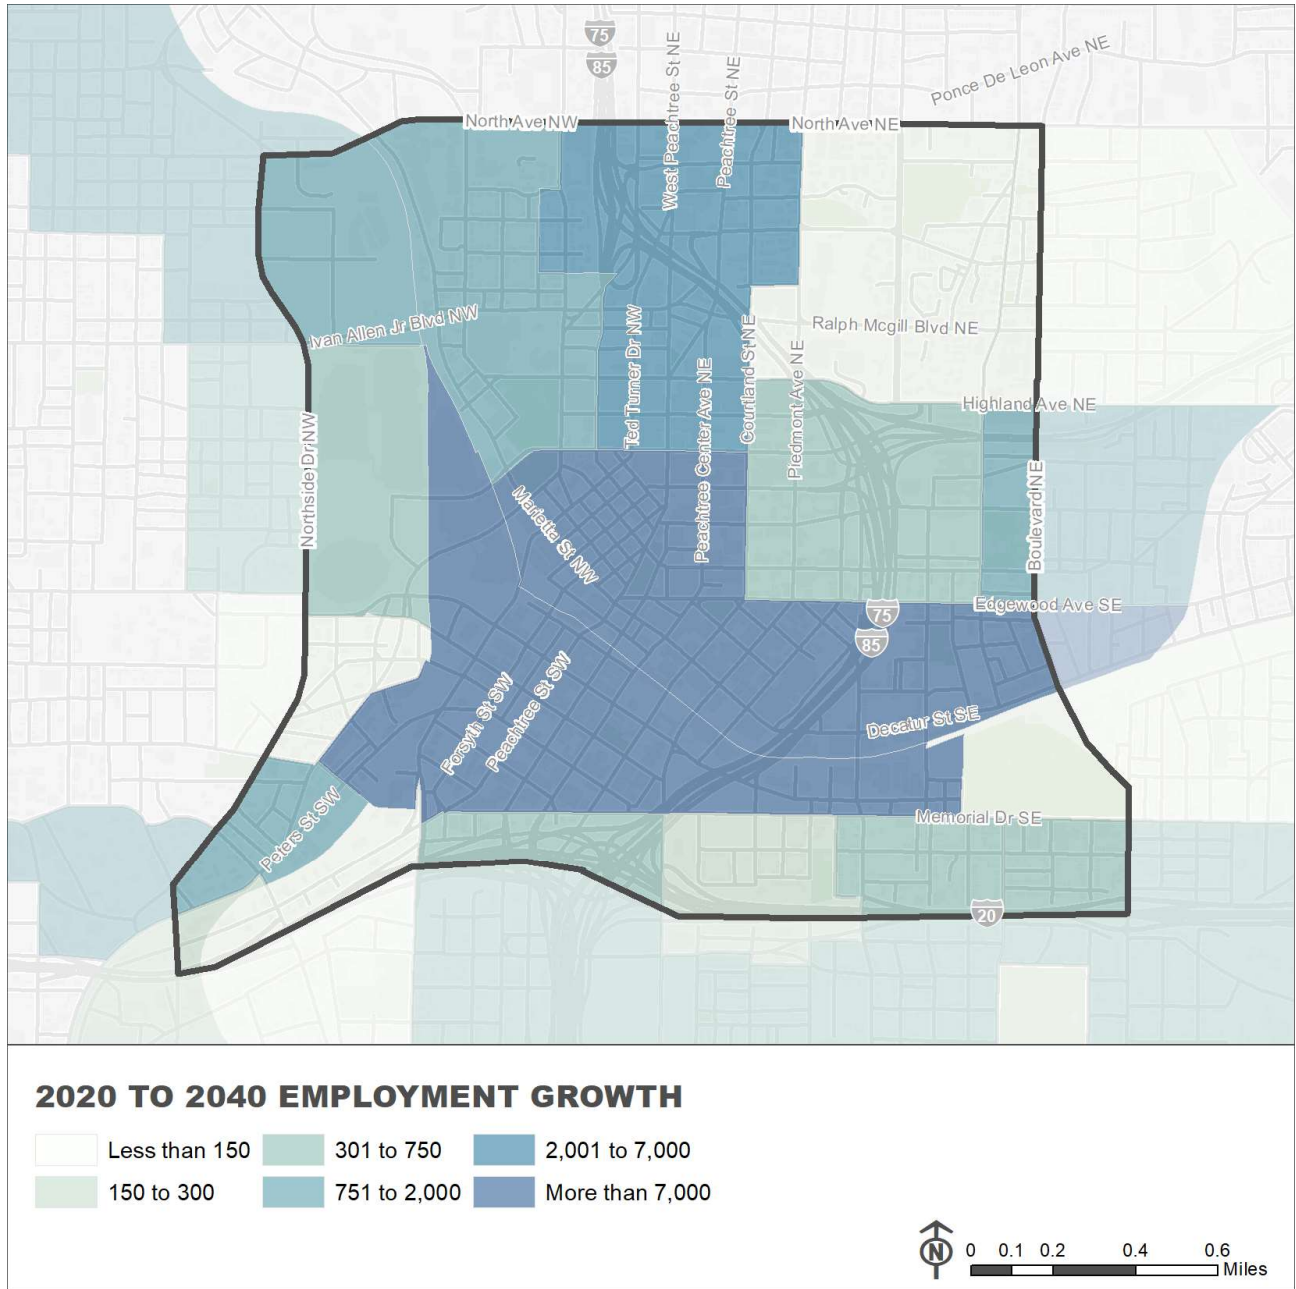 75
85
West Peachtree St NE
Peachtree St NE
Ponce De Leon Ave NE
North Ave NW
North Ave NE
Ivan Allen Jr Blvd NW
Ted Turner Dr NW
Courtland St NE
Ralph Mcgill Blvd NE
Piedmont Ave NE
Peachtree Center Ave NE
Highland Ave NE
Northside Dr NW
Marietta St NW
Boulevard NE
Edgewood Ave SE
75
85
Forsyth St SW
Peachtree St SW
Decatur St SE
Peters St SW
Memorial Dr SE
20
2020 TO 2040 EMPLOYMENT GROWTH
Less than 150
301 to 750
2,001 to 7,000
150 to 300
751 to 2,000
More than 7,000
N
0 0.1 0.2 0.4 0.6
Miles